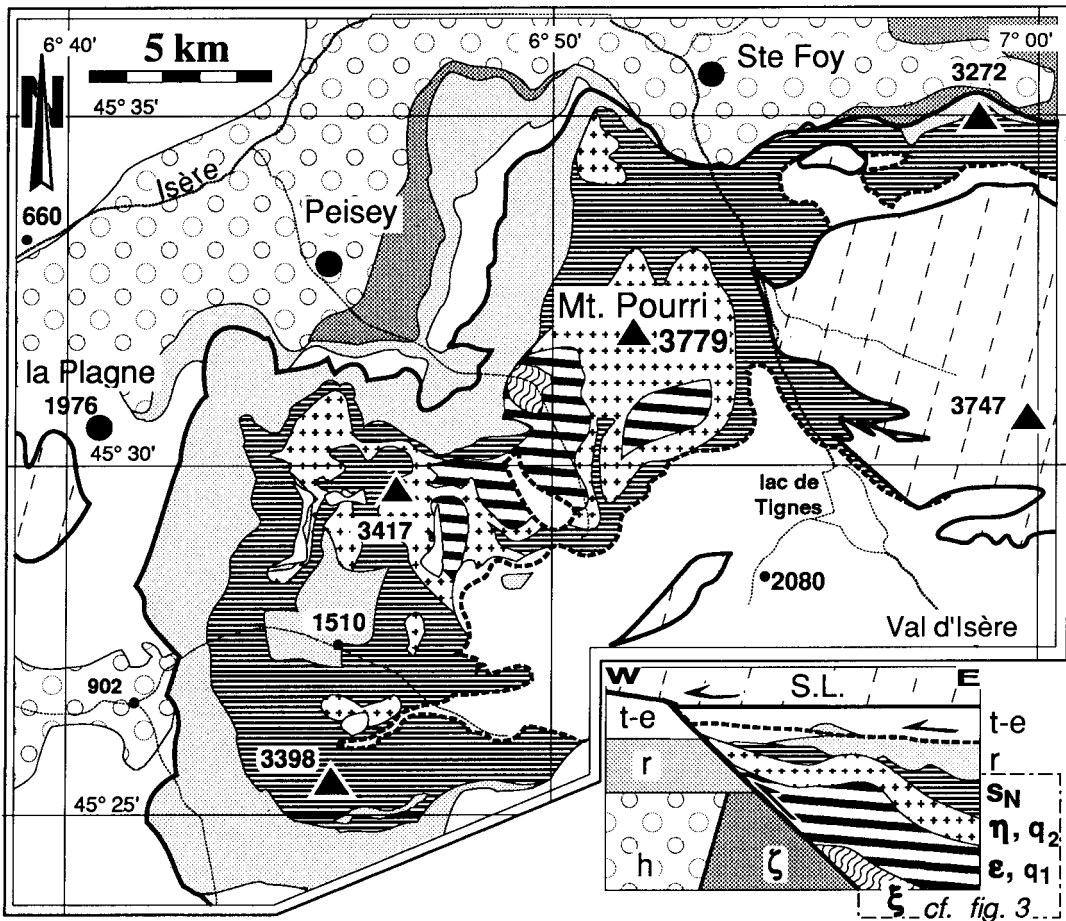 6° 40'
5 km
6° 50'
Ste Foy
7° 00'
3272
N
45° 35'
Isère
660
Peisey
Mt. Pourri
3779
la Plagne
1976
3747
45° 30'
lac de
Tignes
3417
2080
1510
Val d'Isère
902
W
S.L.
E
t-e
t-e
r
r
3398
sN
45° 25'
η, q2
h
ζ
ε, q1
ξ cf. fig. 3